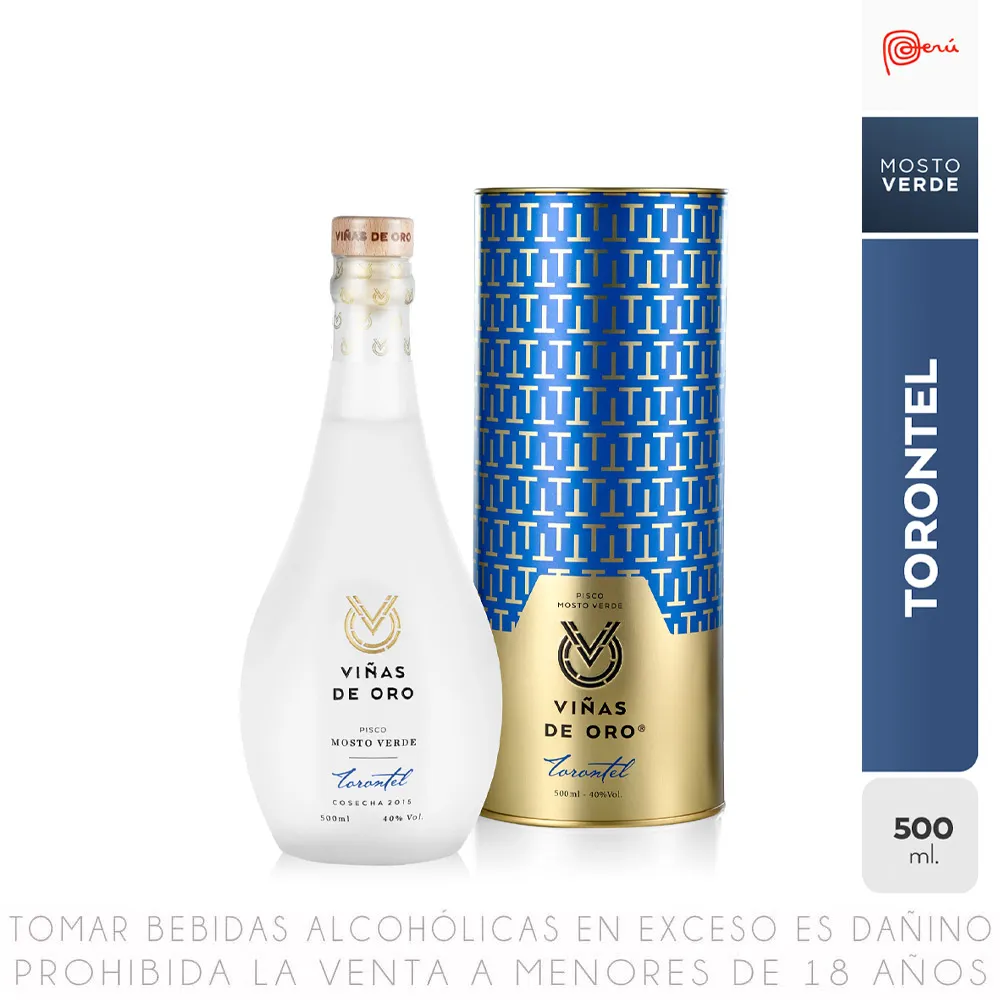 Perú
MOSTO
VERDE
TORONTEL
500
ml.
VIÑAS DE ORO
VIÑAS
DE ORO
PISCO
MOSTO VERDE
Torontel
COSECHA 2015
500ml 40% Vol.
PISCO
MOSTO VERDE
VIÑAS
DE ORO®
Torontel
500ml - 40%Vol.
TOMAR BEBIDAS ALCOHÓLICAS EN EXCESO ES DAÑINO
PROHIBIDA LA VENTA A MENORES DE 18 AÑOS